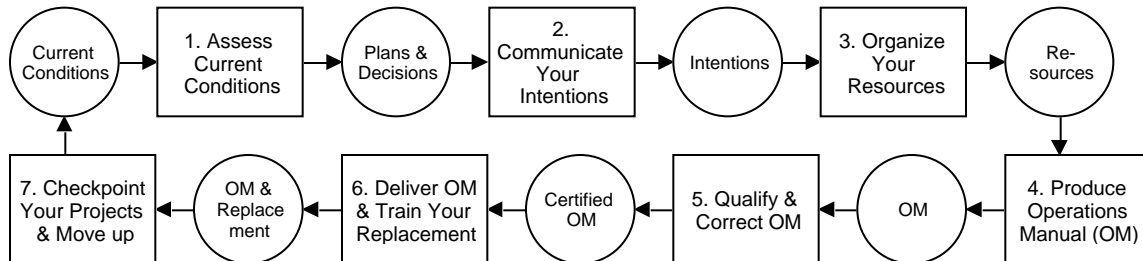 Current
Conditions
1. Assess
Current
Conditions
Plans &
Decisions
2.
Communicate
Your
Intentions
Intentions
3. Organize
Your
Resources
Re-
sources
4. Produce
Operations
Manual (OM)
OM
5. Qualify &
Correct OM
Certified
OM
6. Deliver OM
& Train Your
Replacement
OM &
Replace
ment
7. Checkpoint
Your Projects
& Move up